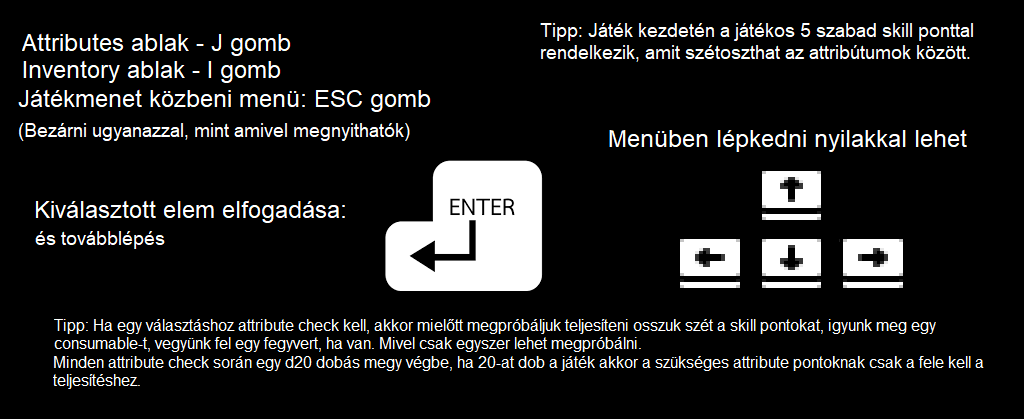 Attributes ablak - J gomb
Inventory ablak - I gomb
Játékmenet közbeni menü: ESC gomb
(Bezárni ugyanazzal, mint amivel megnyithatók)
Tipp: Játék kezdetén a játékos 5 szabad skill ponttal
rendelkezik, amit szétoszthat az attribútumok között.
Menüben lépkedni nyilakkal lehet
Kiválasztott elem elfogadása:
és továbblépés
ENTER
Tipp: Ha egy választáshoz attribute check kell, akkor mielőtt megpróbáljuk teljesíteni osszuk szét a skill pontokat, igyunk meg egy
consumable-t, vegyünk fel egy fegyvert, ha van. Mivel csak egyszer lehet megpróbálni.
Minden attribute check során egy d20 dobás megy végbe, ha 20-at dob a játék akkor a szükséges attribute pontoknak csak a fele kell a
teljesítéshez.